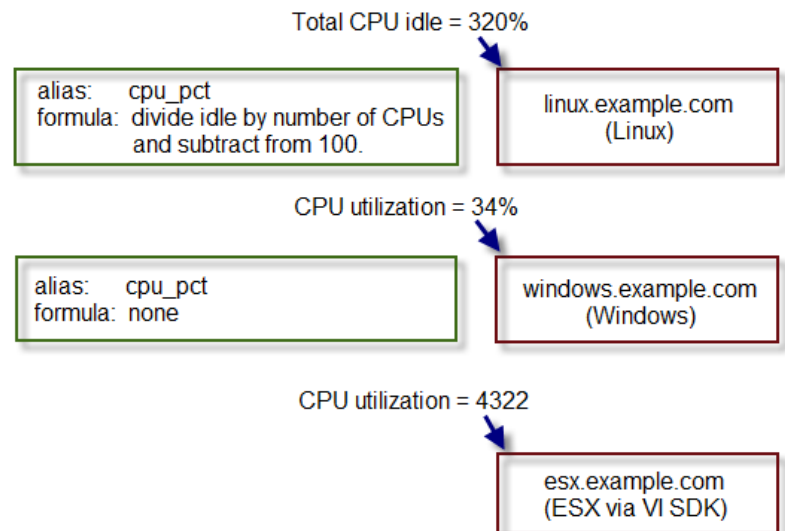 Total CPU idle = 320%
alias: cpu_pct
formula: divide idle by number of CPUs
and subtract from 100.
linux.example.com
(Linux)
CPU utilization = 34%
alias: cpu_pct
formula: none
windows.example.com
(Windows)
CPU utilization = 4322
esx.example.com
(ESX via VI SDK)